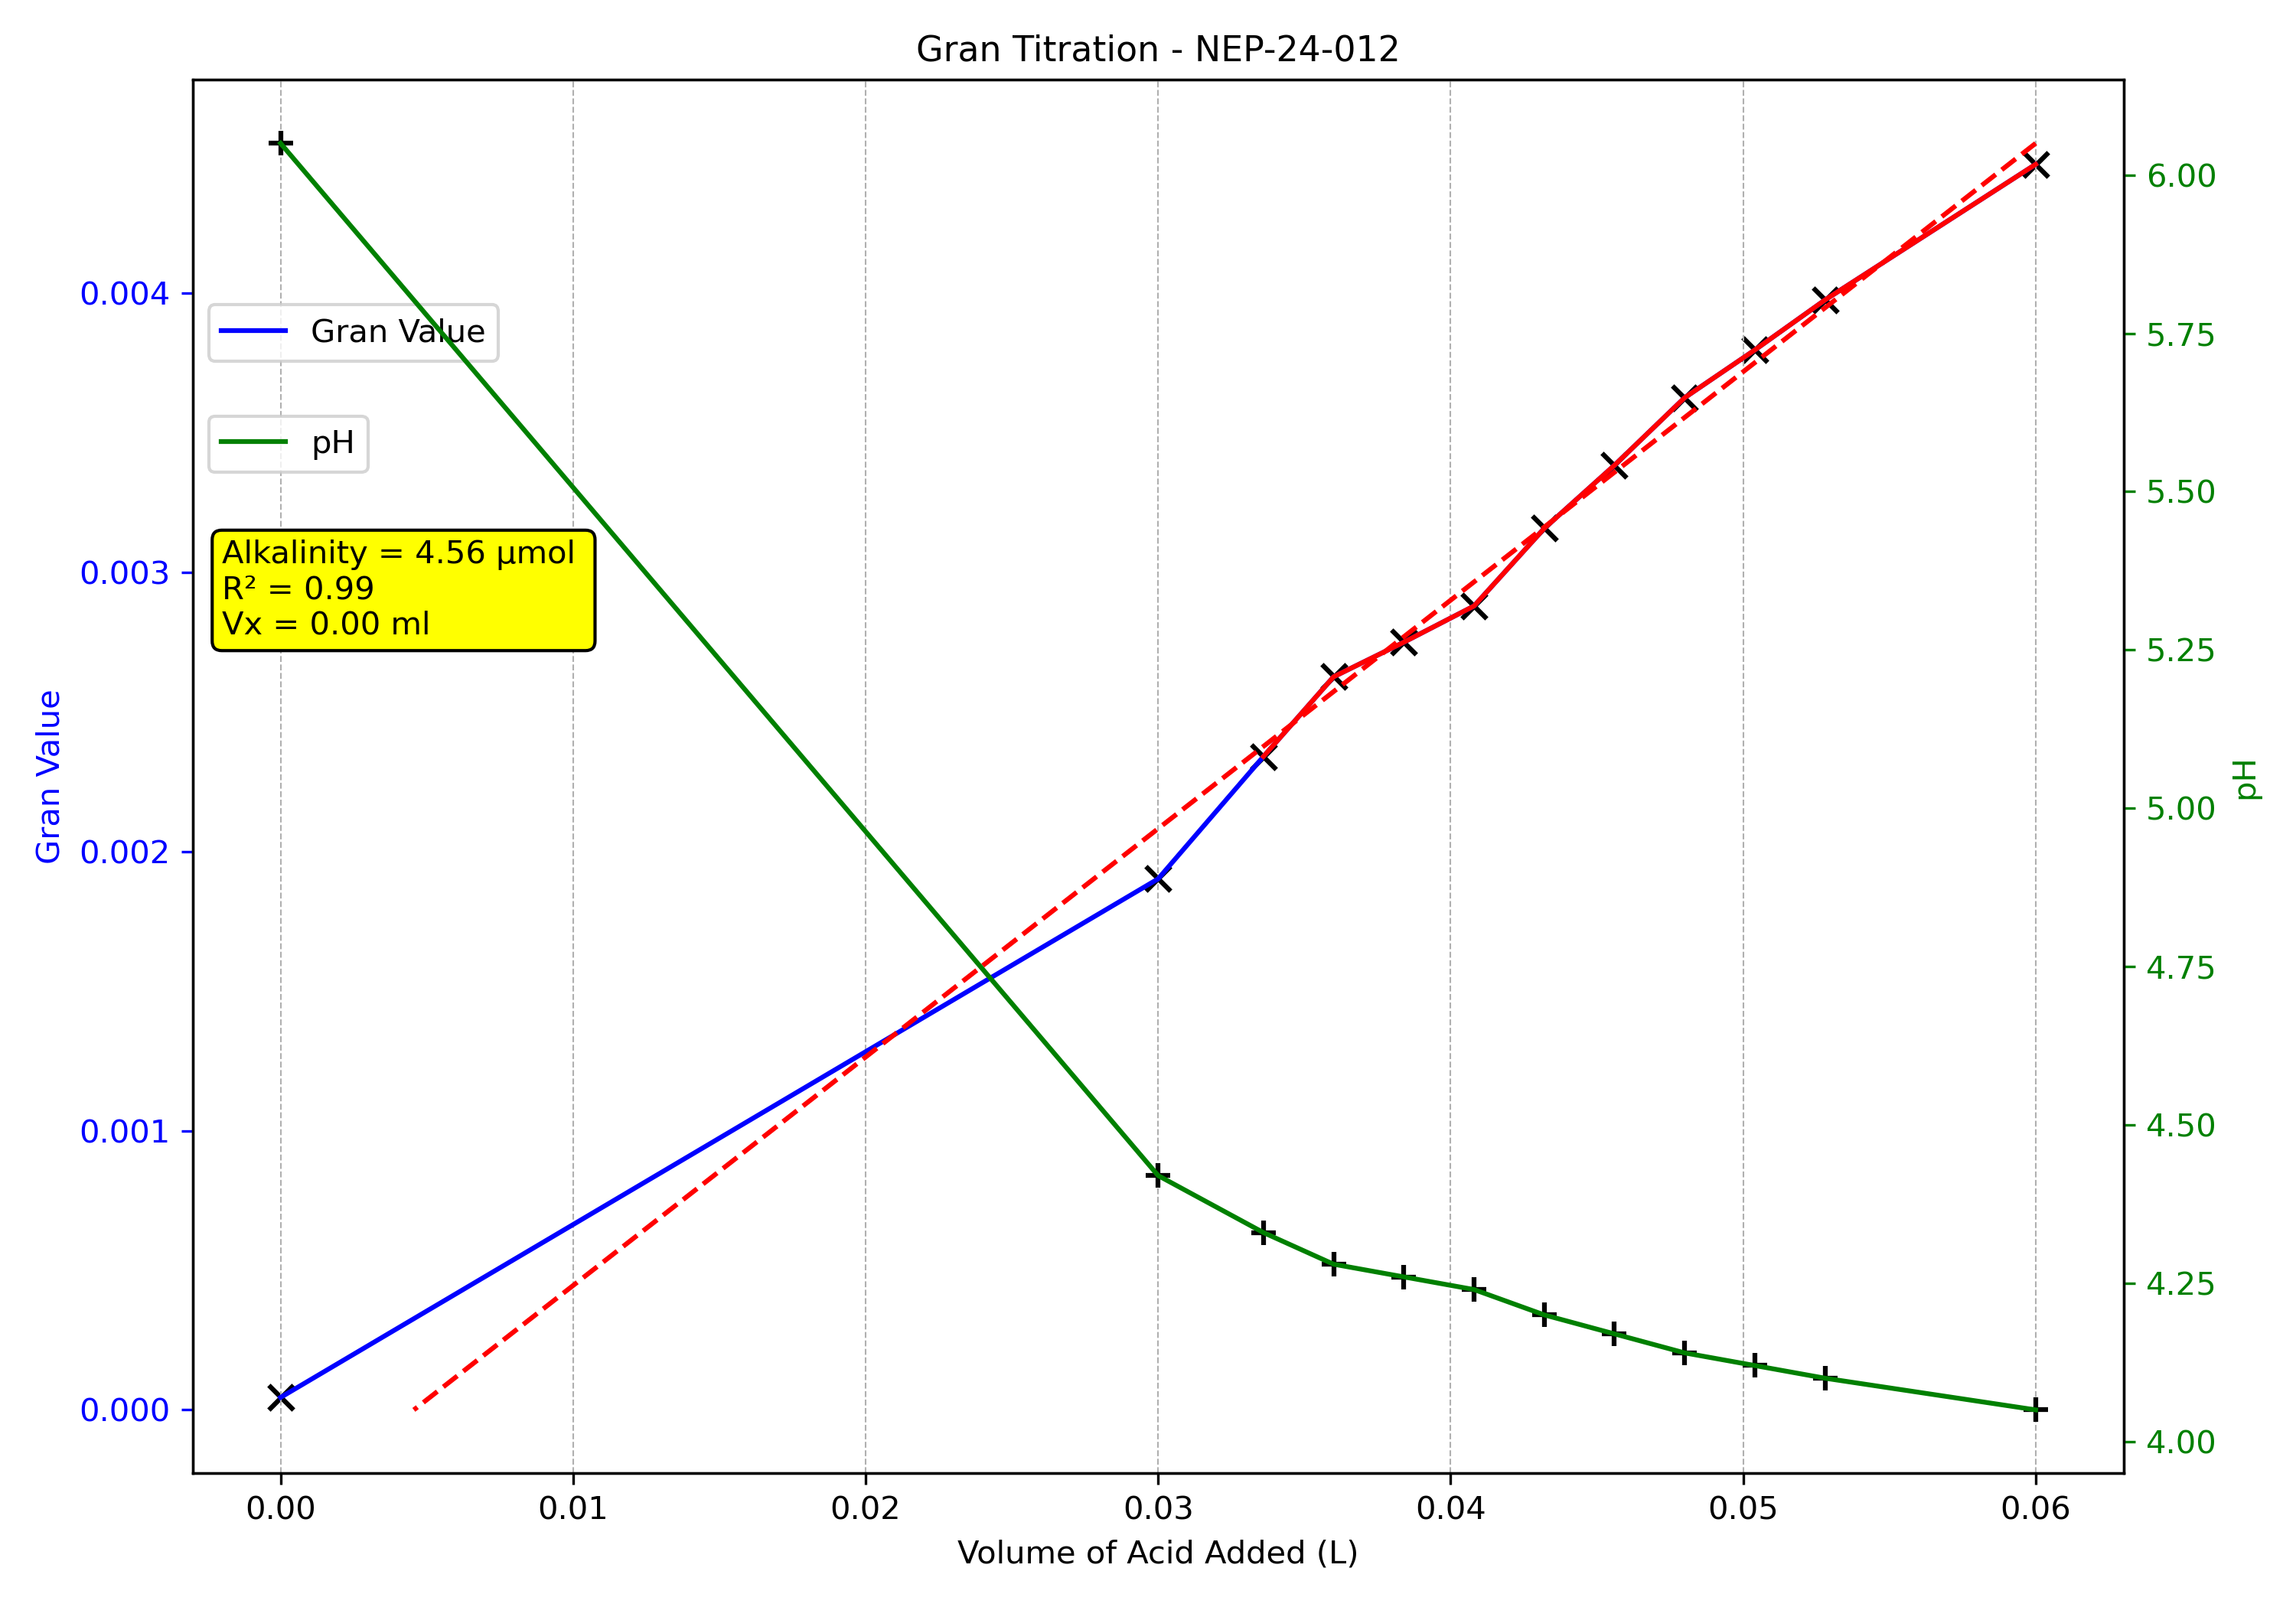 Gran Titration - NEP-24-012
Gran Value
0.004
0.003
0.002
0.001
0.000
Gran Value
pH
Alkalinity = 4.56 µmol
R² = 0.99
Vx = 0.00 ml
6.00
5.75
5.50
5.25
5.00
4.75
4.50
4.25
4.00
pH
0.00 0.01 0.02 0.03 0.04 0.05 0.06
Volume of Acid Added (L)